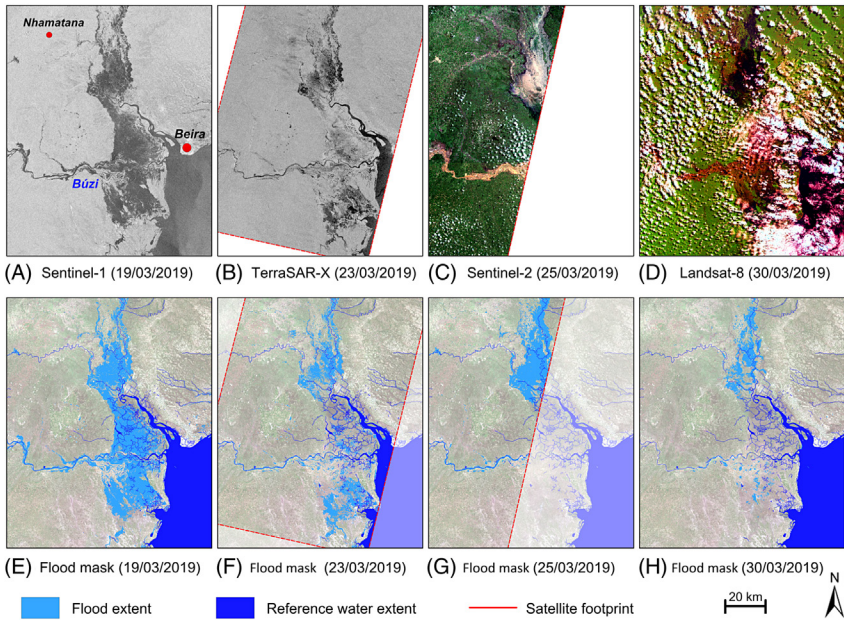 Nhamatana
Beira
Búzi
(A) Sentinel-1 (19/03/2019)
(B) TerraSAR-X (23/03/2019)
(C) Sentinel-2 (25/03/2019)
(D) Landsat-8 (30/03/2019)
(E) Flood mask (19/03/2019)
(F) Flood mask (23/03/2019)
(G) Flood mask (25/03/2019)
(H) Flood mask (30/03/2019)
Flood extent
Reference water extent
Satellite footprint
20 km
N